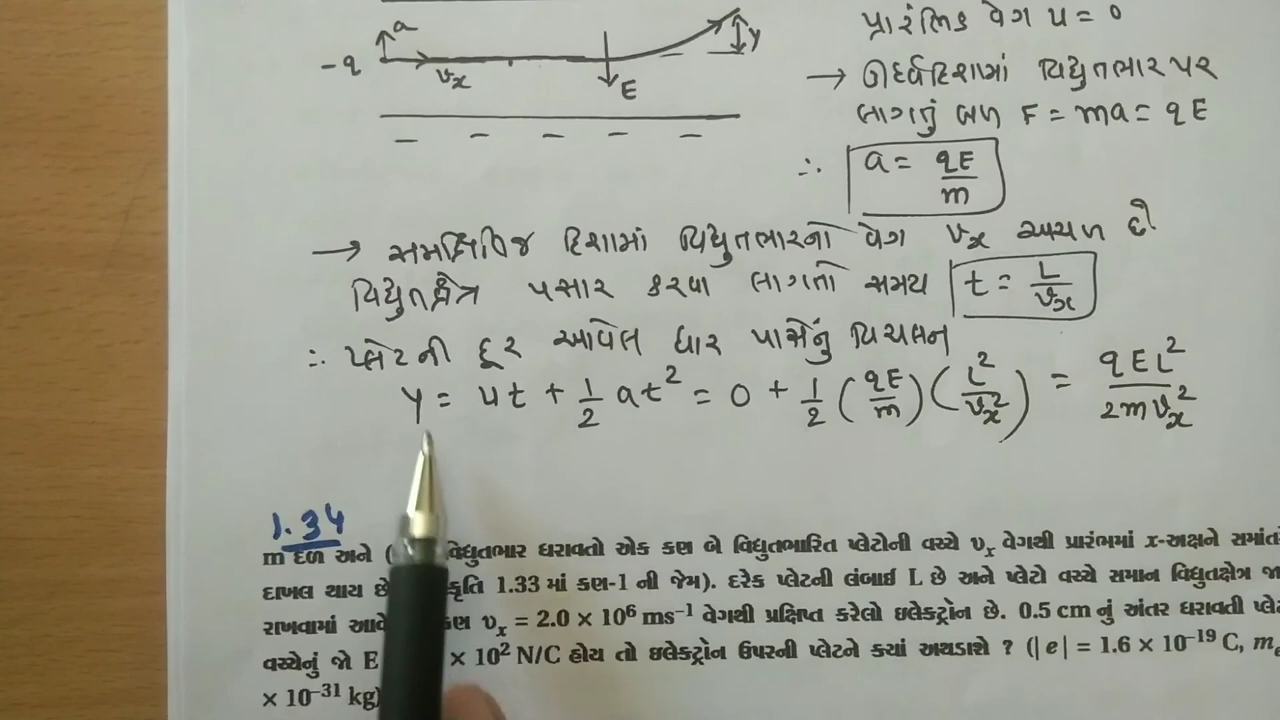 a
-q
vx
E
y
પ્રારંભિક વેગ u = 0
→ ઊર્ધ્વદિશામાં વિદ્યુતભાર પર
લાગતું બળ F = ma = qE
∴ a = qE/m
→ સમક્ષિતિજ દિશામાં વિદ્યુતભારનો વેગ vx અચળ છે
વિદ્યુતક્ષેત્ર પસાર કરવા લાગતો સમય t = L/vx
∴ પ્લેટની દૂર આવેલ ધાર પાસેનું વિચલન
y = ut + 1/2 at² = 0 + 1/2 (qE/m)(L²/vx²) = qEL²/2mvx²
1.34
m દળ અને ( વિદ્યુતભાર ધરાવતો એક કણ બે વિદ્યુતભારિત પ્લેટોની વચ્ચે vx વેગથી પ્રારંભમાં x-અક્ષને સમાંત
દાખલ થાય છે કૃતિ 1.33 માં કણ-1 ની જેમ). દરેક પ્લેટની લંબાઈ L છે અને પ્લેટો વચ્ચે સમાન વિદ્યુતક્ષેત્ર જા
રાખવામાં આવે કણ vx = 2.0 × 10⁶ ms⁻¹ વેગથી પ્રક્ષિપ્ત કરેલો ઇલેક્ટ્રૉન છે. 0.5 cm નું અંતર ધરાવતી પ્લે
વચ્ચેનું જો E × 10² N/C હોય તો ઇલેક્ટ્રૉન ઉપરની પ્લેટને ક્યાં અથડાશે ? (| e | = 1.6 × 10⁻¹⁹ C, me
× 10⁻³¹ kg)